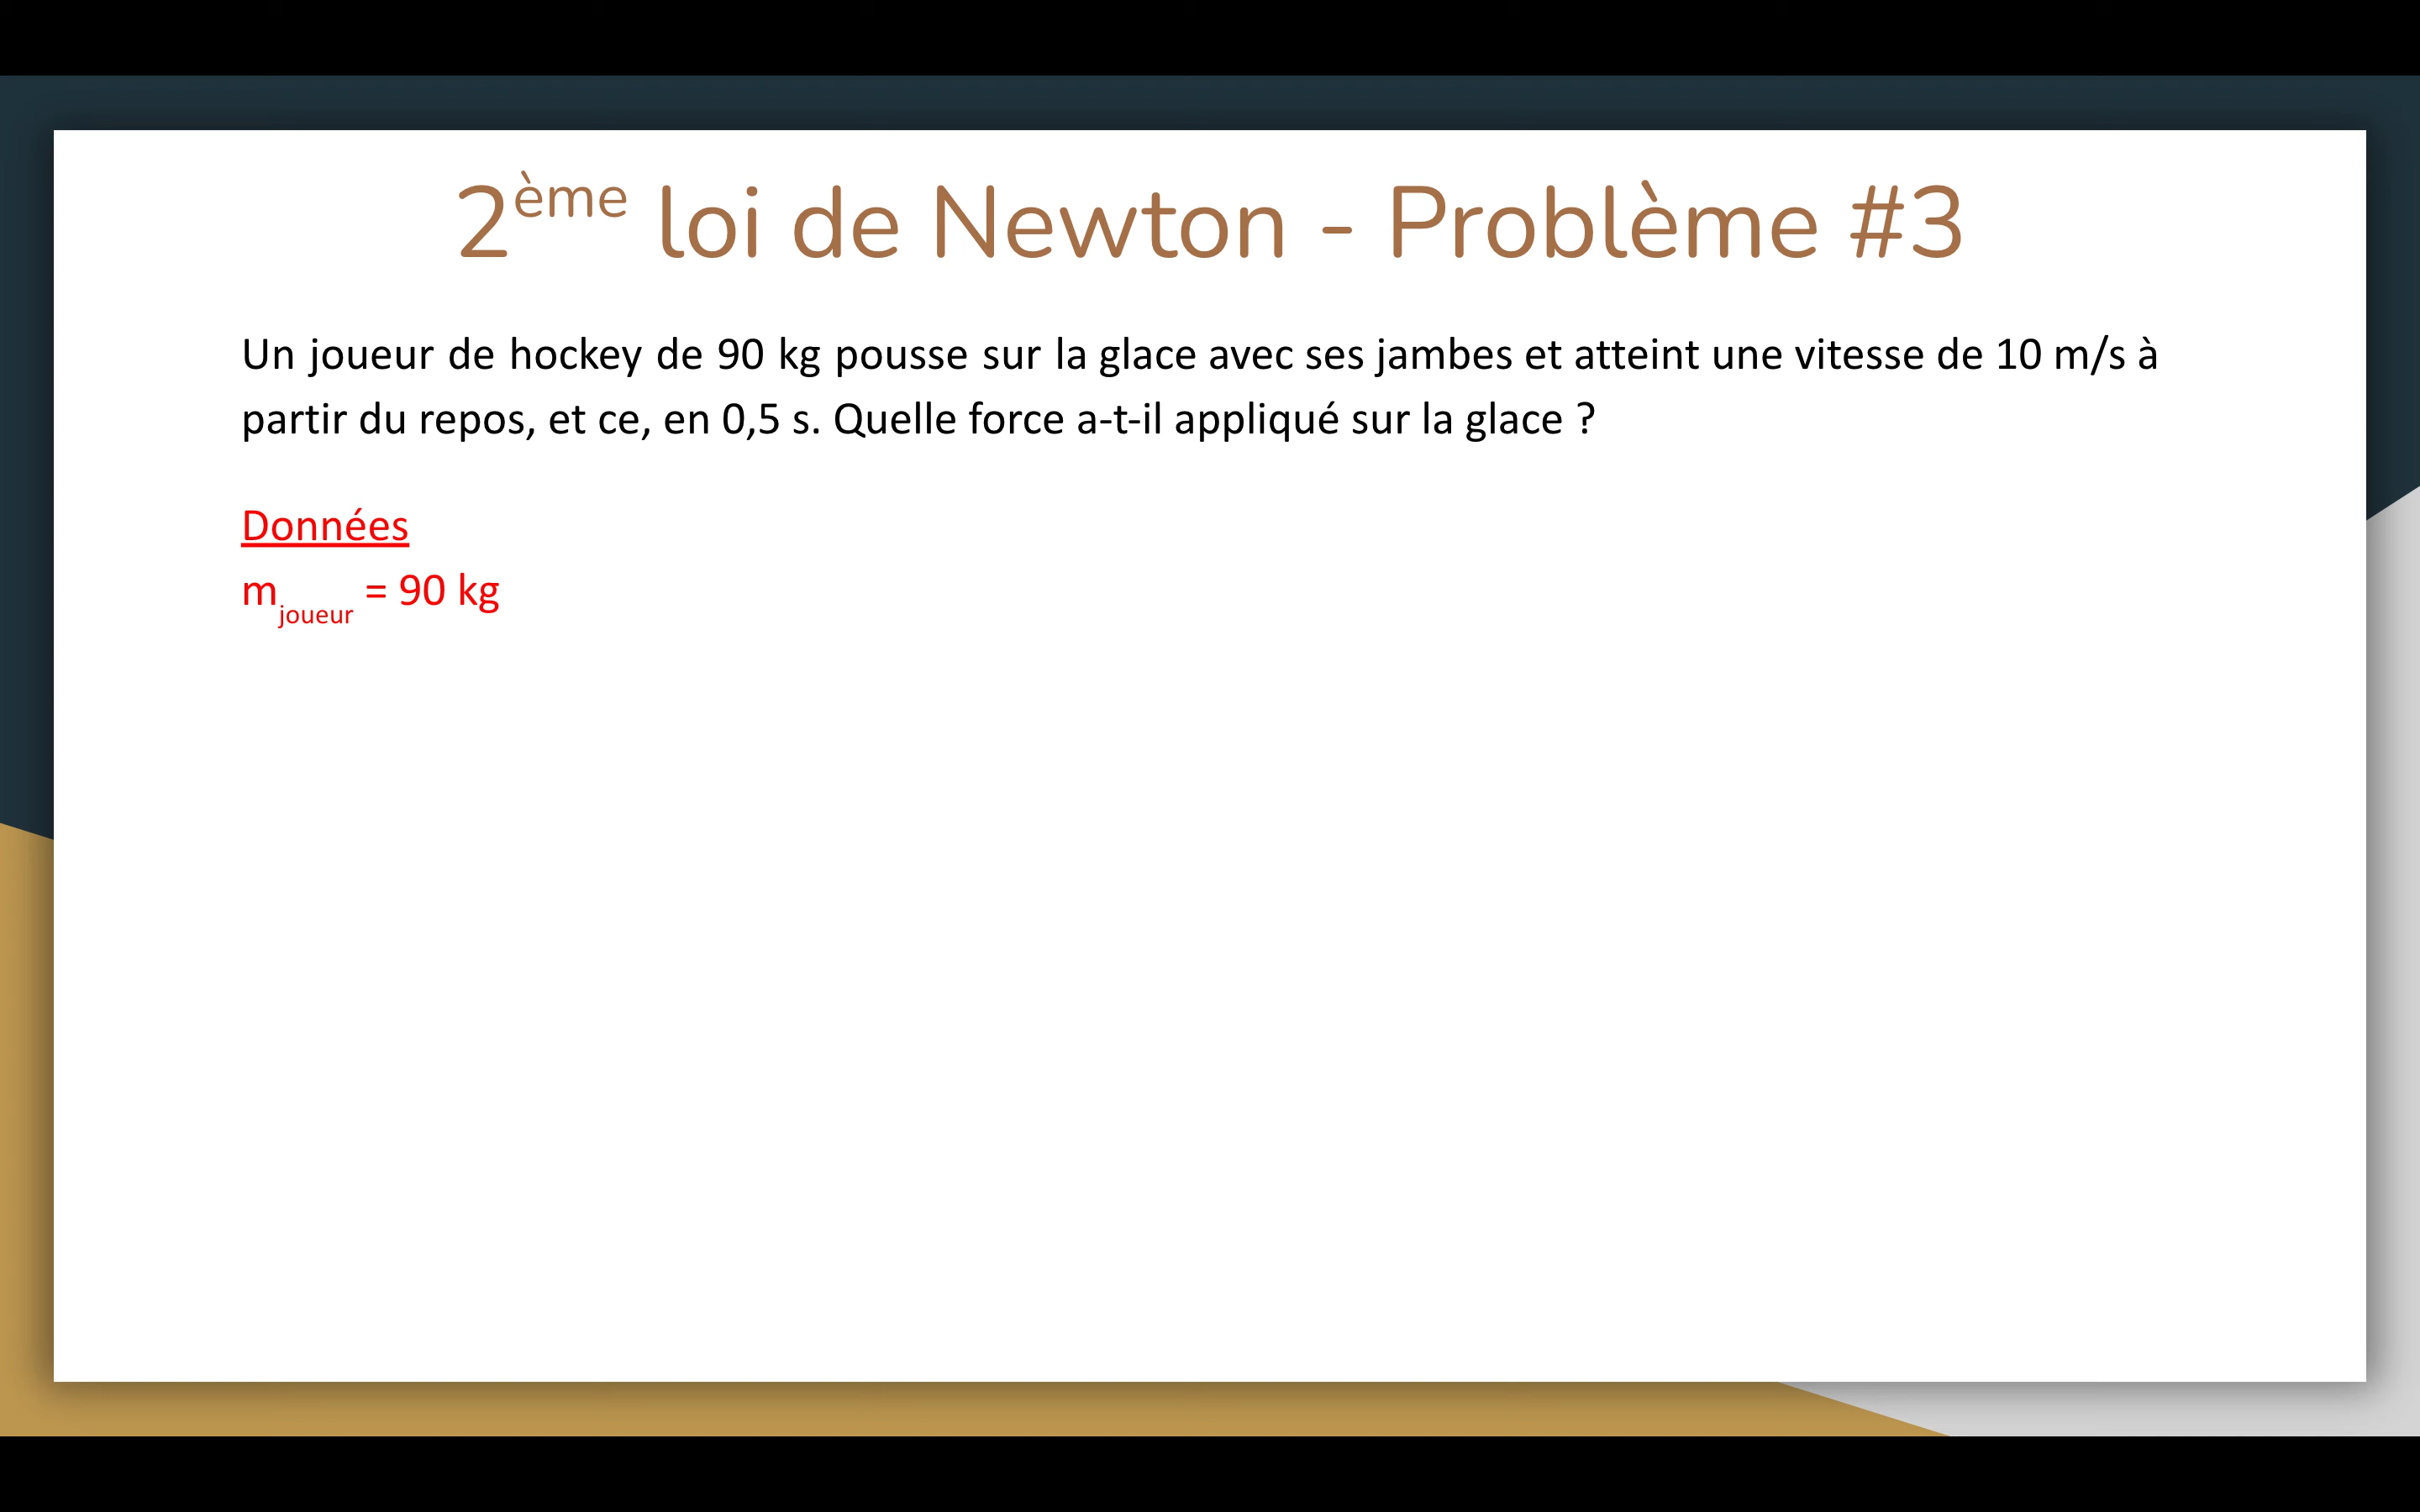 2ème loi de Newton - Problème #3
Un joueur de hockey de 90 kg pousse sur la glace avec ses jambes et atteint une vitesse de 10 m/s à
partir du repos, et ce, en 0,5 s. Quelle force a-t-il appliqué sur la glace ?
Données
mjoueur = 90 kg